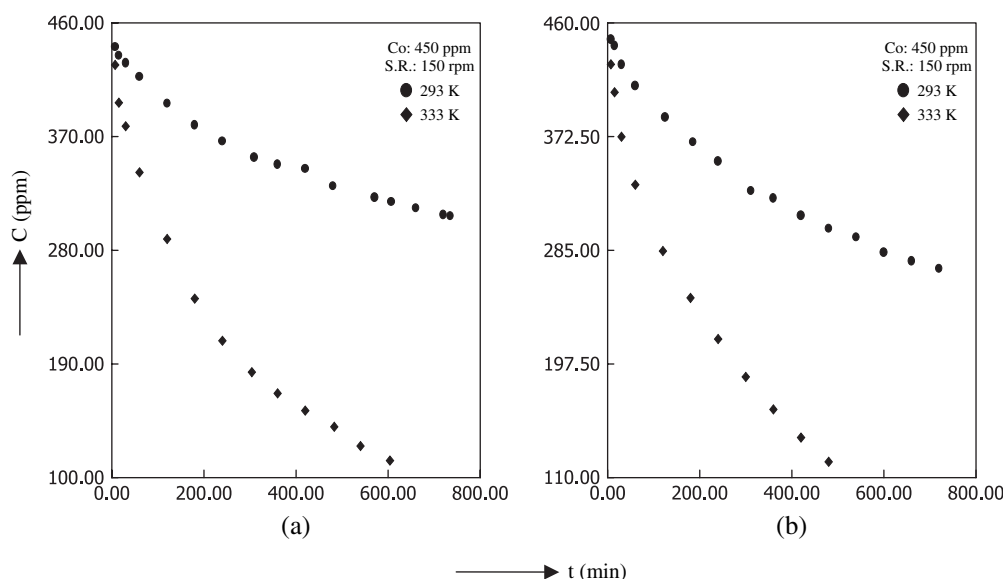 460.00
370.00
280.00
190.00
100.00
0.00 200.00 400.00 600.00 800.00
Co: 450 ppm
S.R.: 150 rpm
293 K
333 K
(a)
460.00
372.50
285.00
197.50
110.00
0.00 200.00 400.00 600.00 800.00
Co: 450 ppm
S.R.: 150 rpm
293 K
333 K
(b)
C (ppm)
t (min)